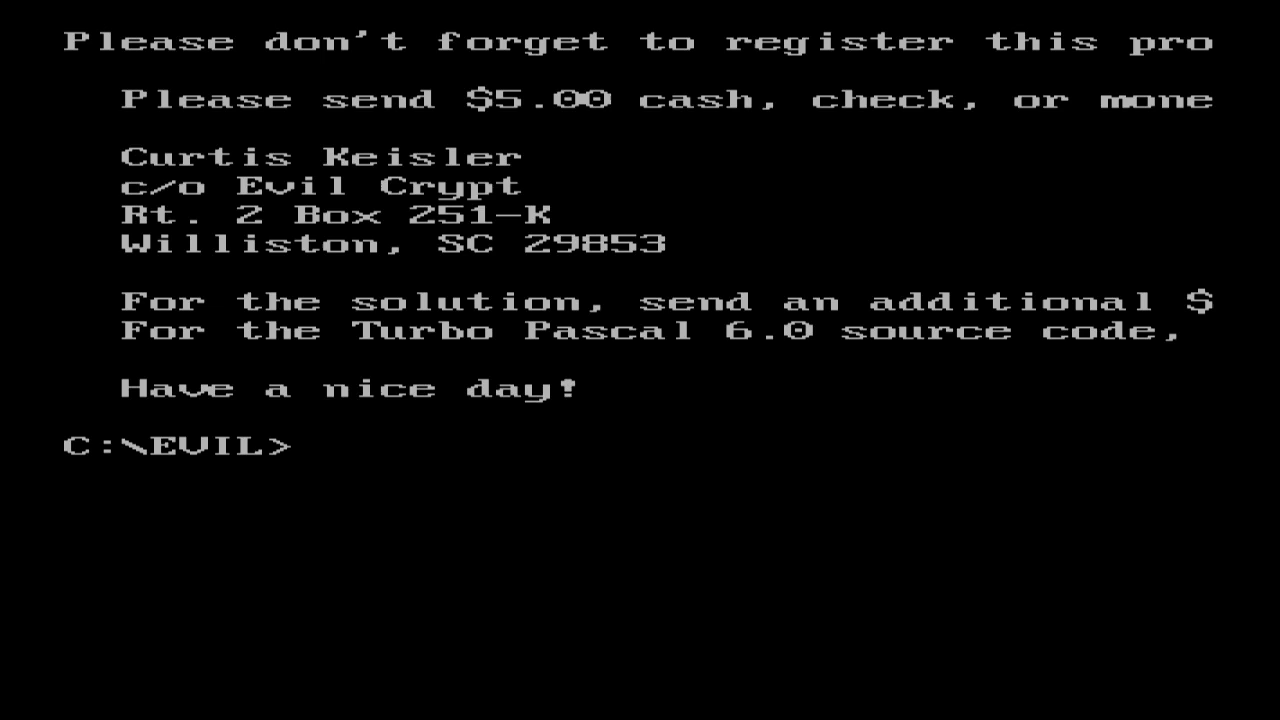 Please don't forget to register this pro
Please send $5.00 cash, check, or mone
Curtis Keisler
c/o Evil Crypt
Rt. 2 Box 251-K
Williston, SC 29853
For the solution, send an additional $
For the Turbo Pascal 6.0 source code,
Have a nice day!
C:\EVIL>